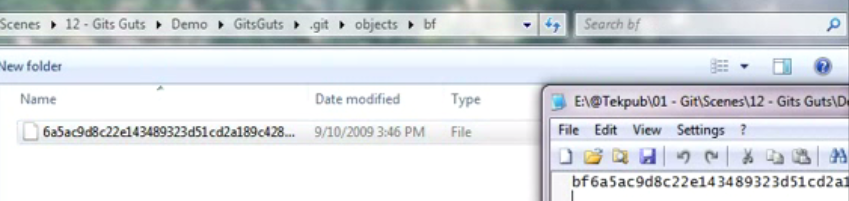 Scenes ▸ 12 - Gits Guts ▸ Demo ▸ GitsGuts ▸ .git ▸ objects ▸ bf
Search bf
New folder
Name Date modified Type
6a5ac9d8c22e143489323d51cd2a189c428... 9/10/2009 3:46 PM File
E:\@Tekpub\01 - Git\Scenes\12 - Gits Guts\De
File Edit View Settings ?
bf6a5ac9d8c22e143489323d51cd2a1